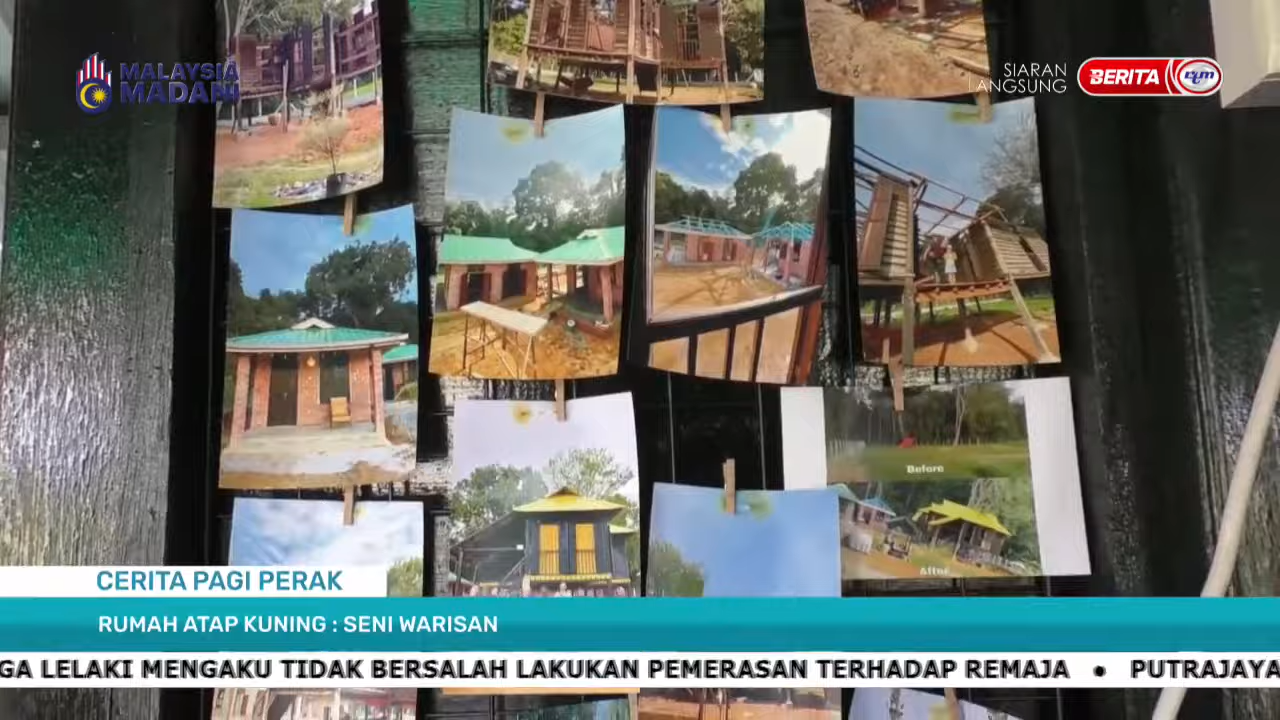 MALAYSIA
MADANI
SIARAN
LANGSUNG
BERITA rtm
Before
After
CERITA PAGI PERAK
RUMAH ATAP KUNING : SENI WARISAN
GA LELAKI MENGAKU TIDAK BERSALAH LAKUKAN PEMERASAN TERHADAP REMAJA • PUTRAJAYA